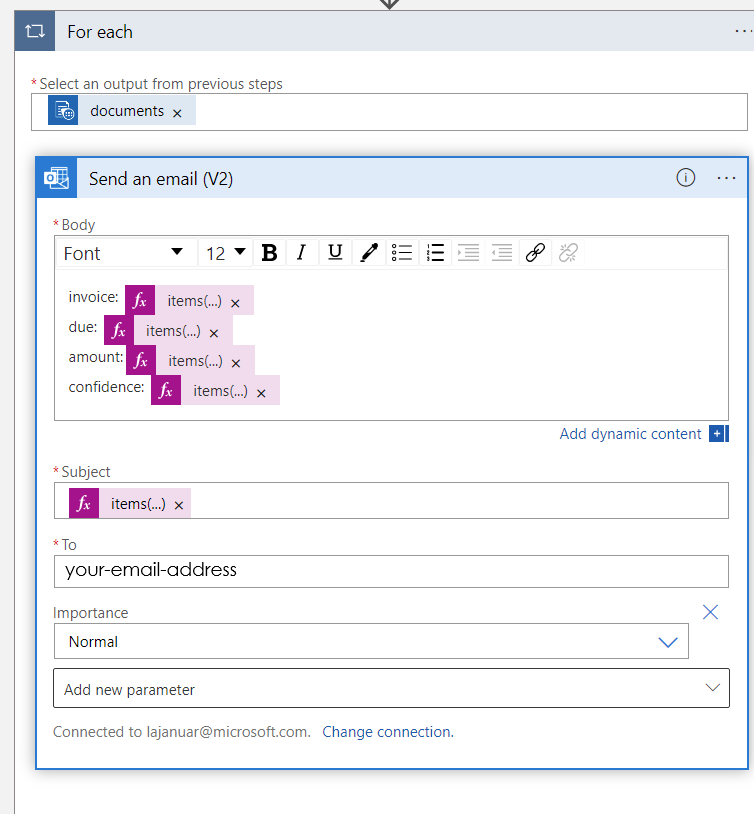 For each
* Select an output from previous steps
documents ×
Send an email (V2)
* Body
Font 12 B I U
invoice: fx items(...) ×
due: fx items(...) ×
amount: fx items(...) ×
confidence: fx items(...) ×
Add dynamic content +
* Subject
fx items(...) ×
* To
your-email-address
Importance
Normal
Add new parameter
Connected to lajanuar@microsoft.com. Change connection.